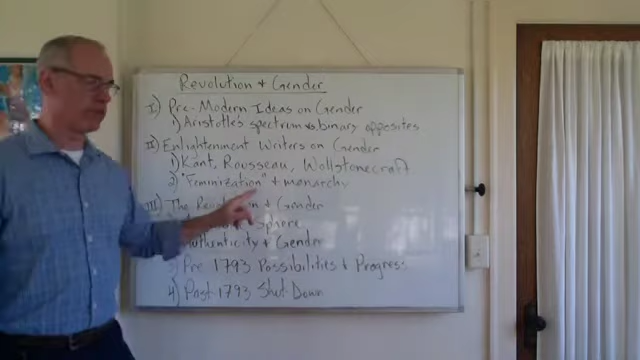 Revolution + Gender
I) Pre-Modern Ideas on Gender
1) Aristotle's spectrum vs binary opposites
II) Enlightenment Writers on Gender
1) Kant, Rousseau, Wollstonecraft
2) "Feminization" + monarchy
III) The Revolution + Gender
Sphere
Authenticity + Gender
3) Pre 1793 Possibilities + Progress
4) Post 1793 Shut Down